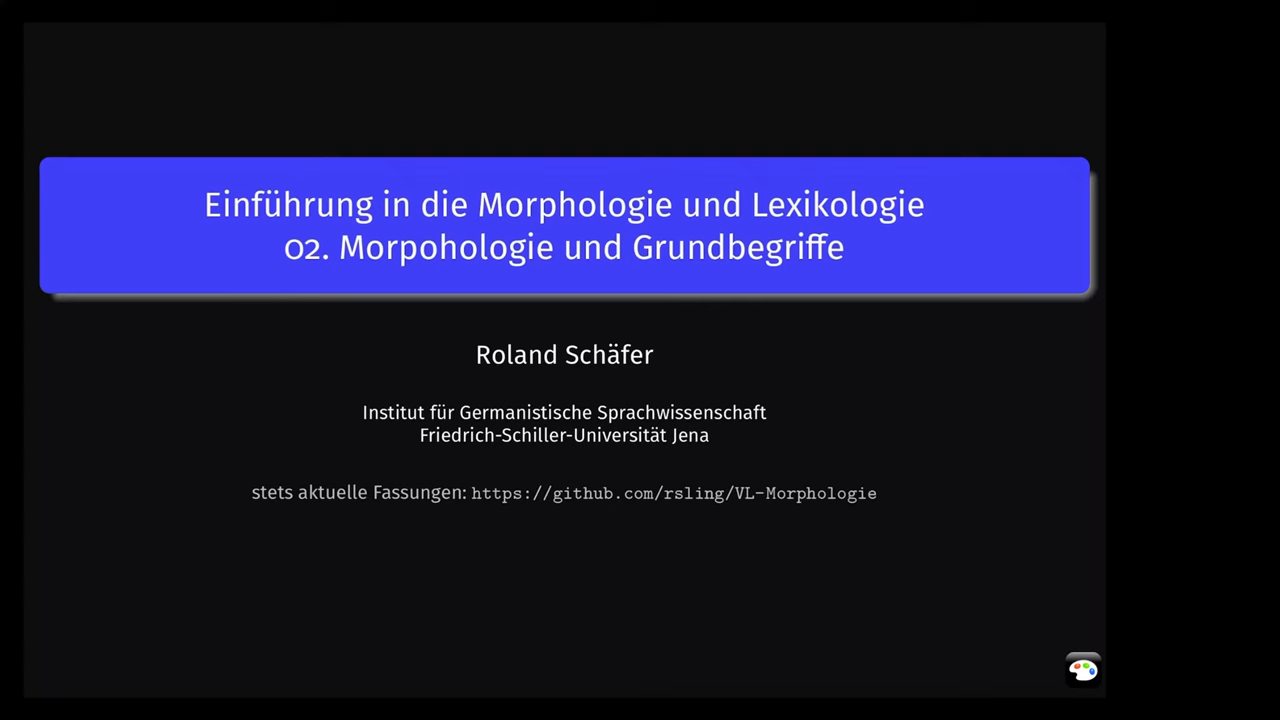 Einführung in die Morphologie und Lexikologie
02. Morpohologie und Grundbegriffe
Roland Schäfer
Institut für Germanistische Sprachwissenschaft
Friedrich-Schiller-Universität Jena
stets aktuelle Fassungen: https://github.com/rsling/VL-Morphologie